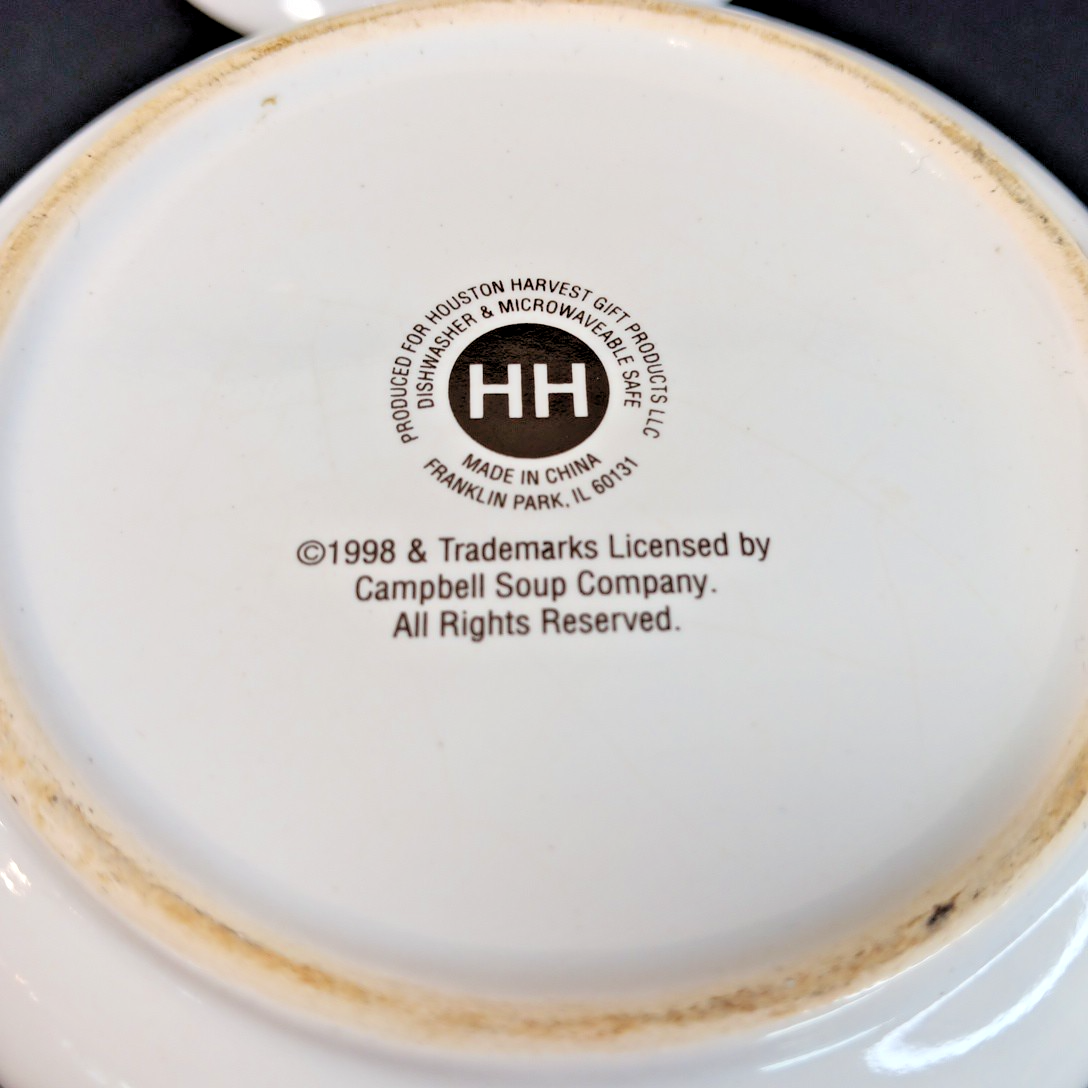 PRODUCED FOR HOUSTON HARVEST GIFT PRODUCTS LLC
DISHWASHER & MICROWAVEABLE SAFE
HH
MADE IN CHINA
FRANKLIN PARK, IL 60131
©1998 & Trademarks Licensed by
Campbell Soup Company.
All Rights Reserved.